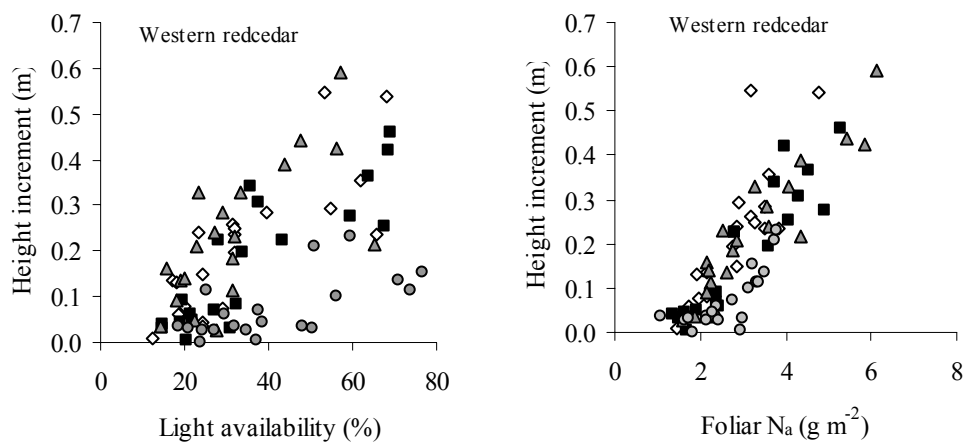 Western redcedar
Height increment (m)
0.7
0.6
0.5
0.4
0.3
0.2
0.1
0.0
0 20 40 60 80
Light availability (%)
Western redcedar
Height increment (m)
0.7
0.6
0.5
0.4
0.3
0.2
0.1
0.0
0 2 4 6 8
Foliar Na (g m-2)